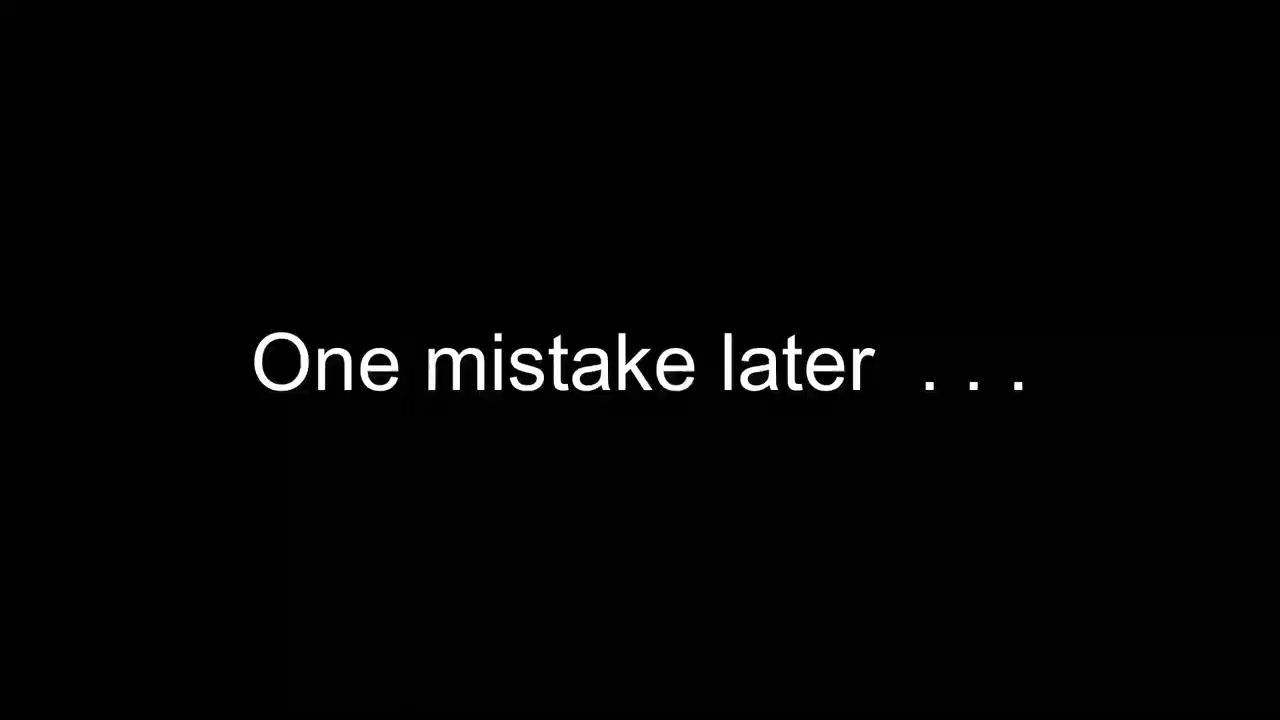 One mistake later  . . .